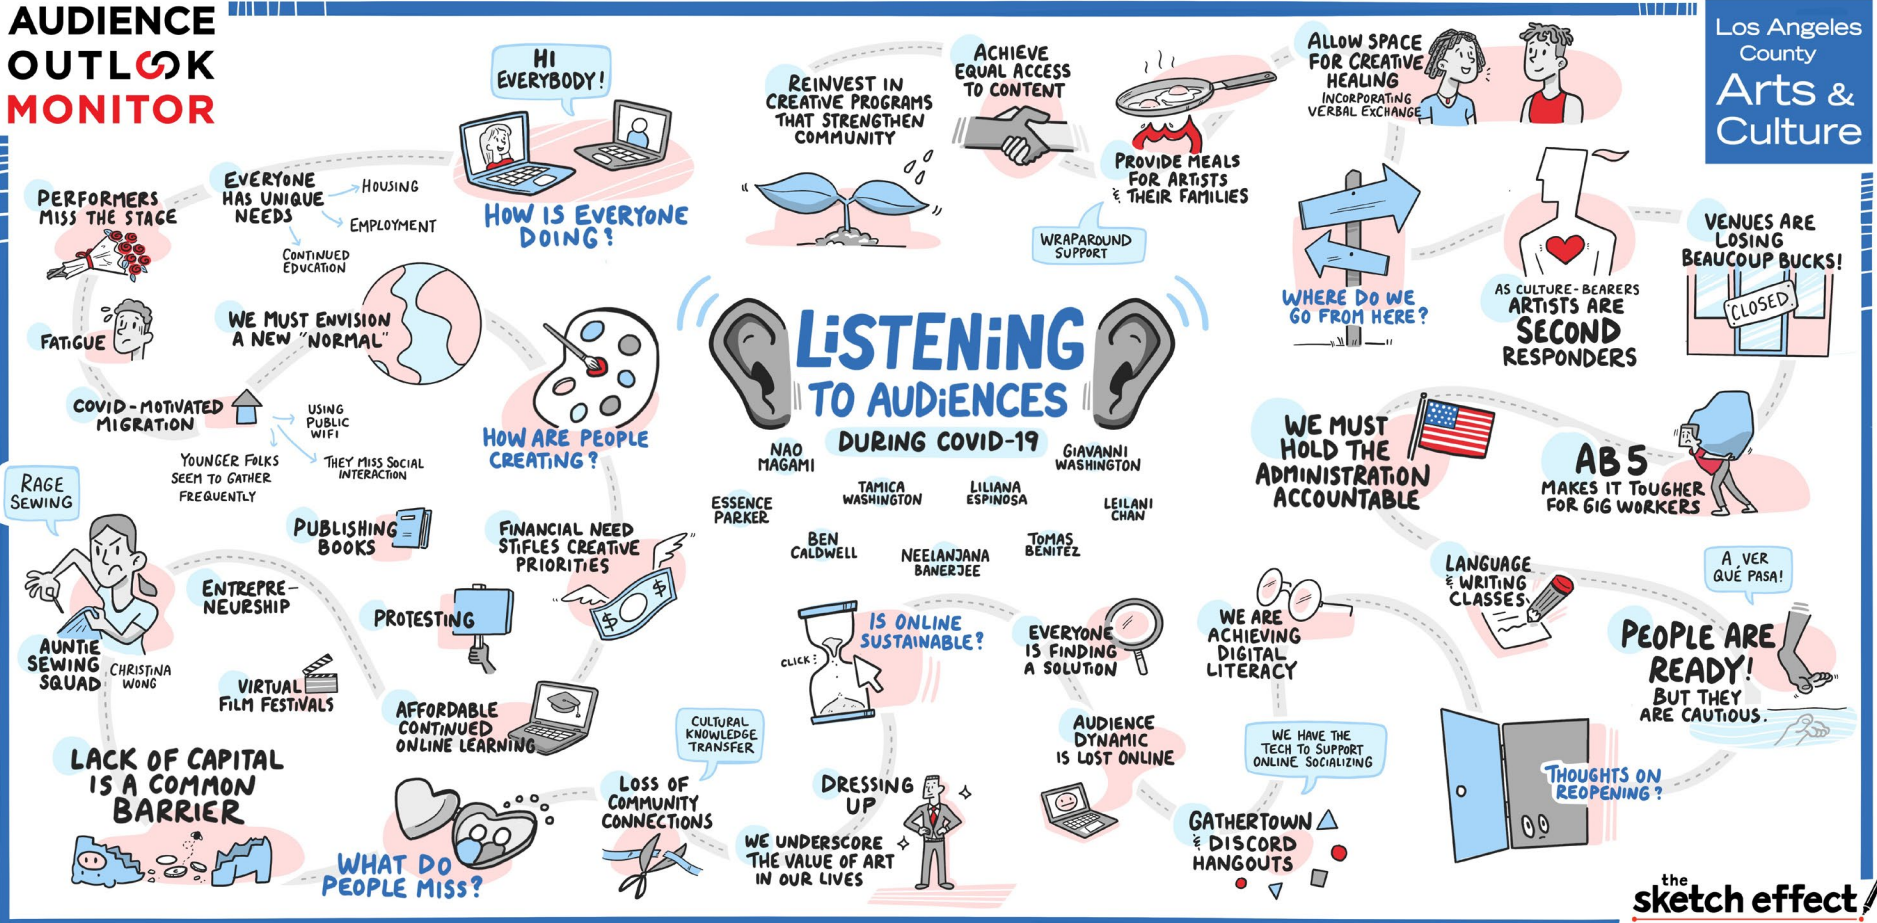 AUDIENCE
OUTLOOK
MONITOR
Los Angeles
County
Arts &
Culture
HI
EVERYBODY!
HOW IS EVERYONE
DOING?
EVERYONE
HAS UNIQUE
NEEDS
HOUSING
EMPLOYMENT
CONTINUED
EDUCATION
PERFORMERS
MISS THE STAGE
FATIGUE
COVID-MOTIVATED
MIGRATION
USING
PUBLIC
WIFI
THEY MISS SOCIAL
INTERACTION
YOUNGER FOLKS
SEEM TO GATHER
FREQUENTLY
WE MUST ENVISION
A NEW "NORMAL"
HOW ARE PEOPLE
CREATING?
FINANCIAL NEED
STIFLES CREATIVE
PRIORITIES
$ $
PUBLISHING
BOOKS
PROTESTING
AFFORDABLE
CONTINUED
ONLINE LEARNING
ENTREPRE-
NEURSHIP
VIRTUAL
FILM FESTIVALS
RAGE
SEWING
AUNTIE
SEWING
SQUAD
CHRISTINA
WONG
LACK OF CAPITAL
IS A COMMON
BARRIER
WHAT DO
PEOPLE MISS?
LOSS OF
COMMUNITY
CONNECTIONS
CULTURAL
KNOWLEDGE
TRANSFER
WE UNDERSCORE
THE VALUE OF ART
IN OUR LIVES
DRESSING
UP
LISTENING
TO AUDIENCES
DURING COVID-19
NAO
MAGAMI
GIAVANNI
WASHINGTON
TAMICA
WASHINGTON
LILIANA
ESPINOSA
ESSENCE
PARKER
LEILANI
CHAN
BEN
CALDWELL
NEELANJANA
BANERJEE
TOMAS
BENITEZ
IS ONLINE
SUSTAINABLE?
CLICK!
EVERYONE
IS FINDING
A SOLUTION
AUDIENCE
DYNAMIC
IS LOST ONLINE
GATHERTOWN
& DISCORD
HANGOUTS
WE HAVE THE
TECH TO SUPPORT
ONLINE SOCIALIZING
WE ARE
ACHIEVING
DIGITAL
LITERACY
REINVEST IN
CREATIVE PROGRAMS
THAT STRENGTHEN
COMMUNITY
ACHIEVE
EQUAL ACCESS
TO CONTENT
PROVIDE MEALS
FOR ARTISTS
& THEIR FAMILIES
WRAPAROUND
SUPPORT
ALLOW SPACE
FOR CREATIVE
HEALING
INCORPORATING
VERBAL EXCHANGE
WHERE DO WE
GO FROM HERE?
AS CULTURE-BEARERS
ARTISTS ARE
SECOND
RESPONDERS
VENUES ARE
LOSING
BEAUCOUP BUCKS!
CLOSED
AB5
MAKES IT TOUGHER
FOR GIG WORKERS
WE MUST
HOLD THE
ADMINISTRATION
ACCOUNTABLE
LANGUAGE
& WRITING
CLASSES
A VER
QUÉ PASA!
PEOPLE ARE
READY!
BUT THEY
ARE CAUTIOUS.
THOUGHTS ON
REOPENING?
the
sketch effect